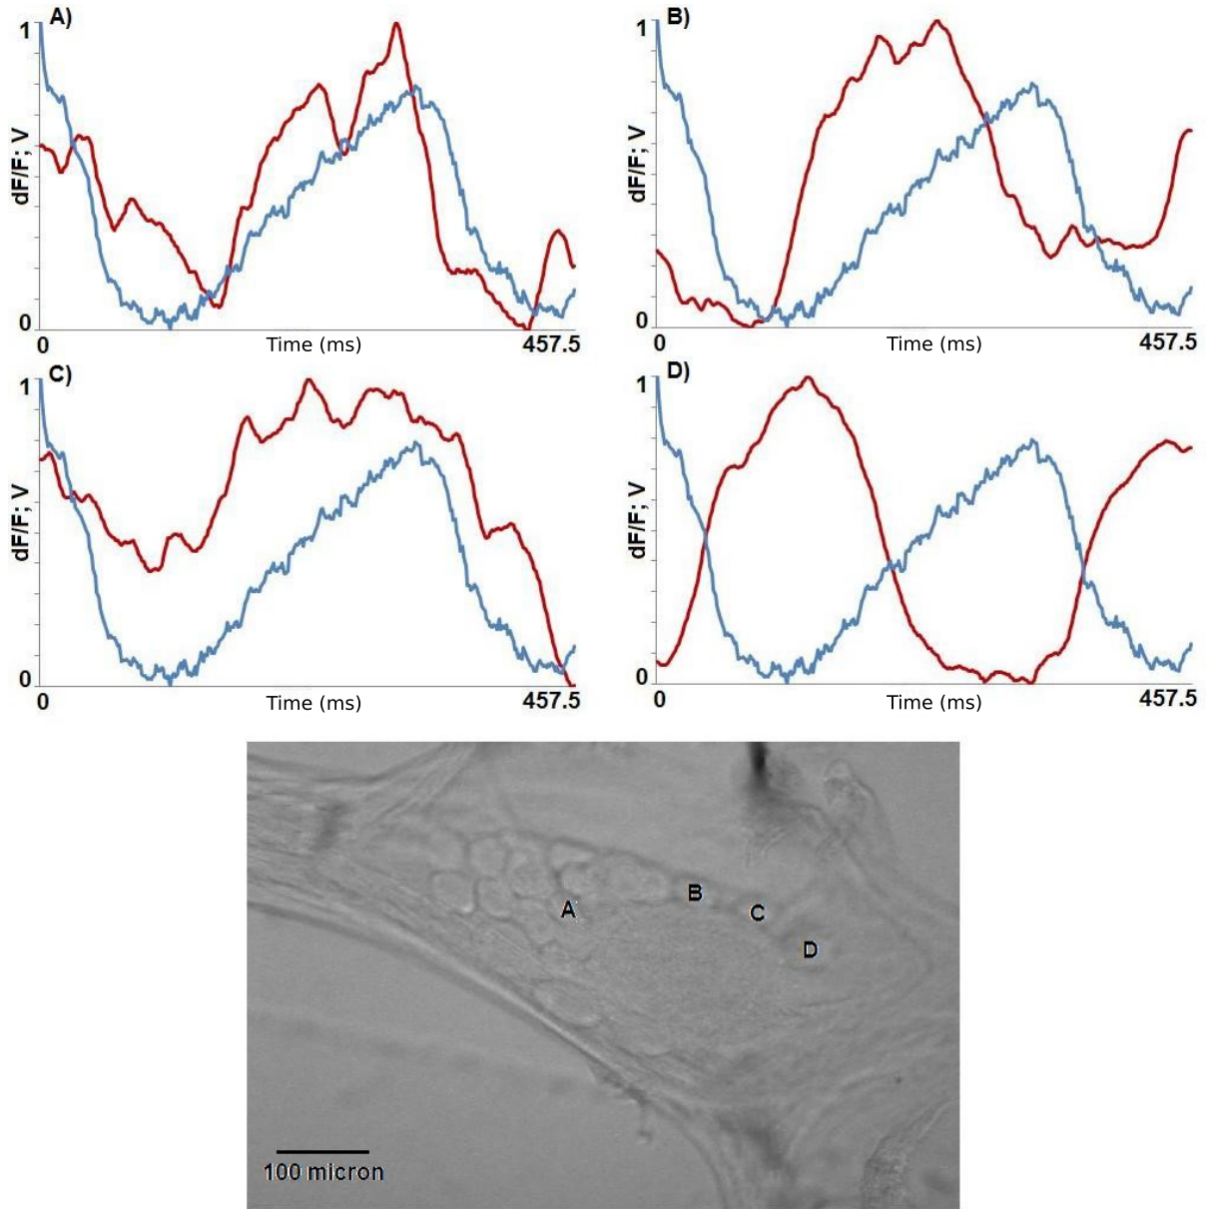 A)
1
dF/F; V
0
0
Time (ms)
457.5
B)
1
dF/F; V
0
0
Time (ms)
457.5
C)
1
dF/F; V
0
0
Time (ms)
457.5
D)
1
dF/F; V
0
0
Time (ms)
457.5
A
B
C
D
100 micron